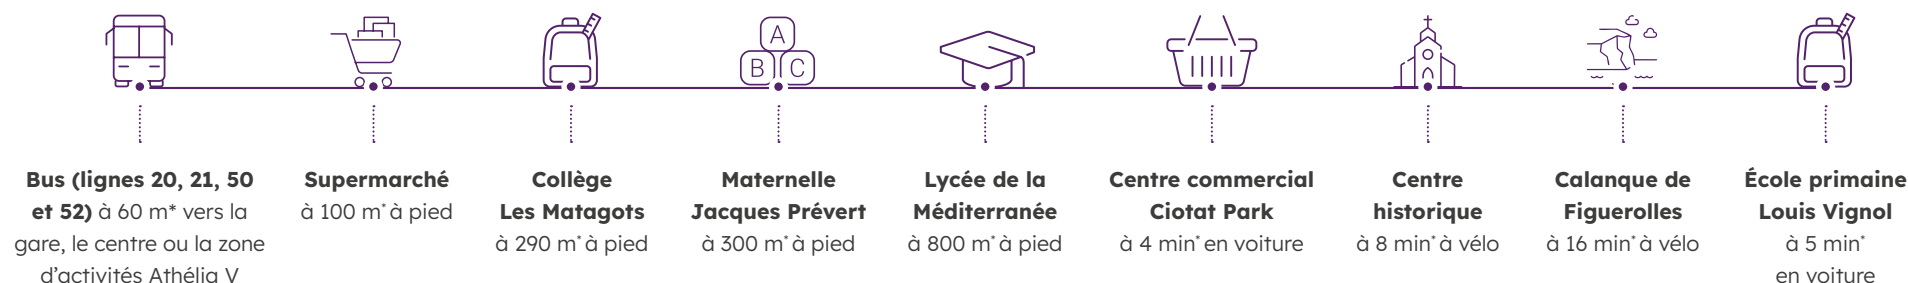 A
B C
Bus (lignes 20, 21, 50
et 52) à 60 m* vers la
gare, le centre ou la zone
d'activités Athélia V
Supermarché
à 100 m* à pied
Collège
Les Matagots
à 290 m* à pied
Maternelle
Jacques Prévert
à 300 m* à pied
Lycée de la
Méditerranée
à 800 m* à pied
Centre commercial
Ciotat Park
à 4 min* en voiture
Centre
historique
à 8 min* à vélo
Calanque de
Figuerolles
à 16 min* à vélo
École primaine
Louis Vignol
à 5 min*
en voiture